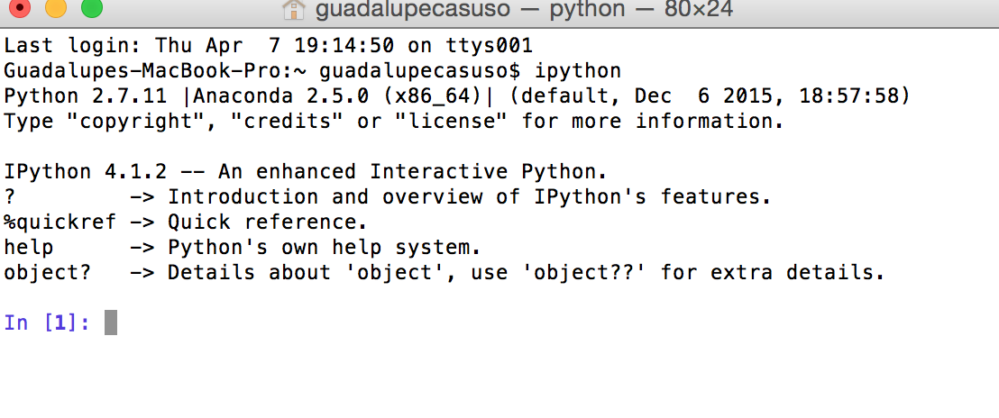 guadalupecasuso — python — 80×24
Last login: Thu Apr  7 19:14:50 on ttys001
Guadalupes-MacBook-Pro:~ guadalupecasuso$ ipython
Python 2.7.11 |Anaconda 2.5.0 (x86_64)| (default, Dec  6 2015, 18:57:58)
Type "copyright", "credits" or "license" for more information.

IPython 4.1.2 -- An enhanced Interactive Python.
?         -> Introduction and overview of IPython's features.
%quickref -> Quick reference.
help      -> Python's own help system.
object?   -> Details about 'object', use 'object??' for extra details.

In [1]: